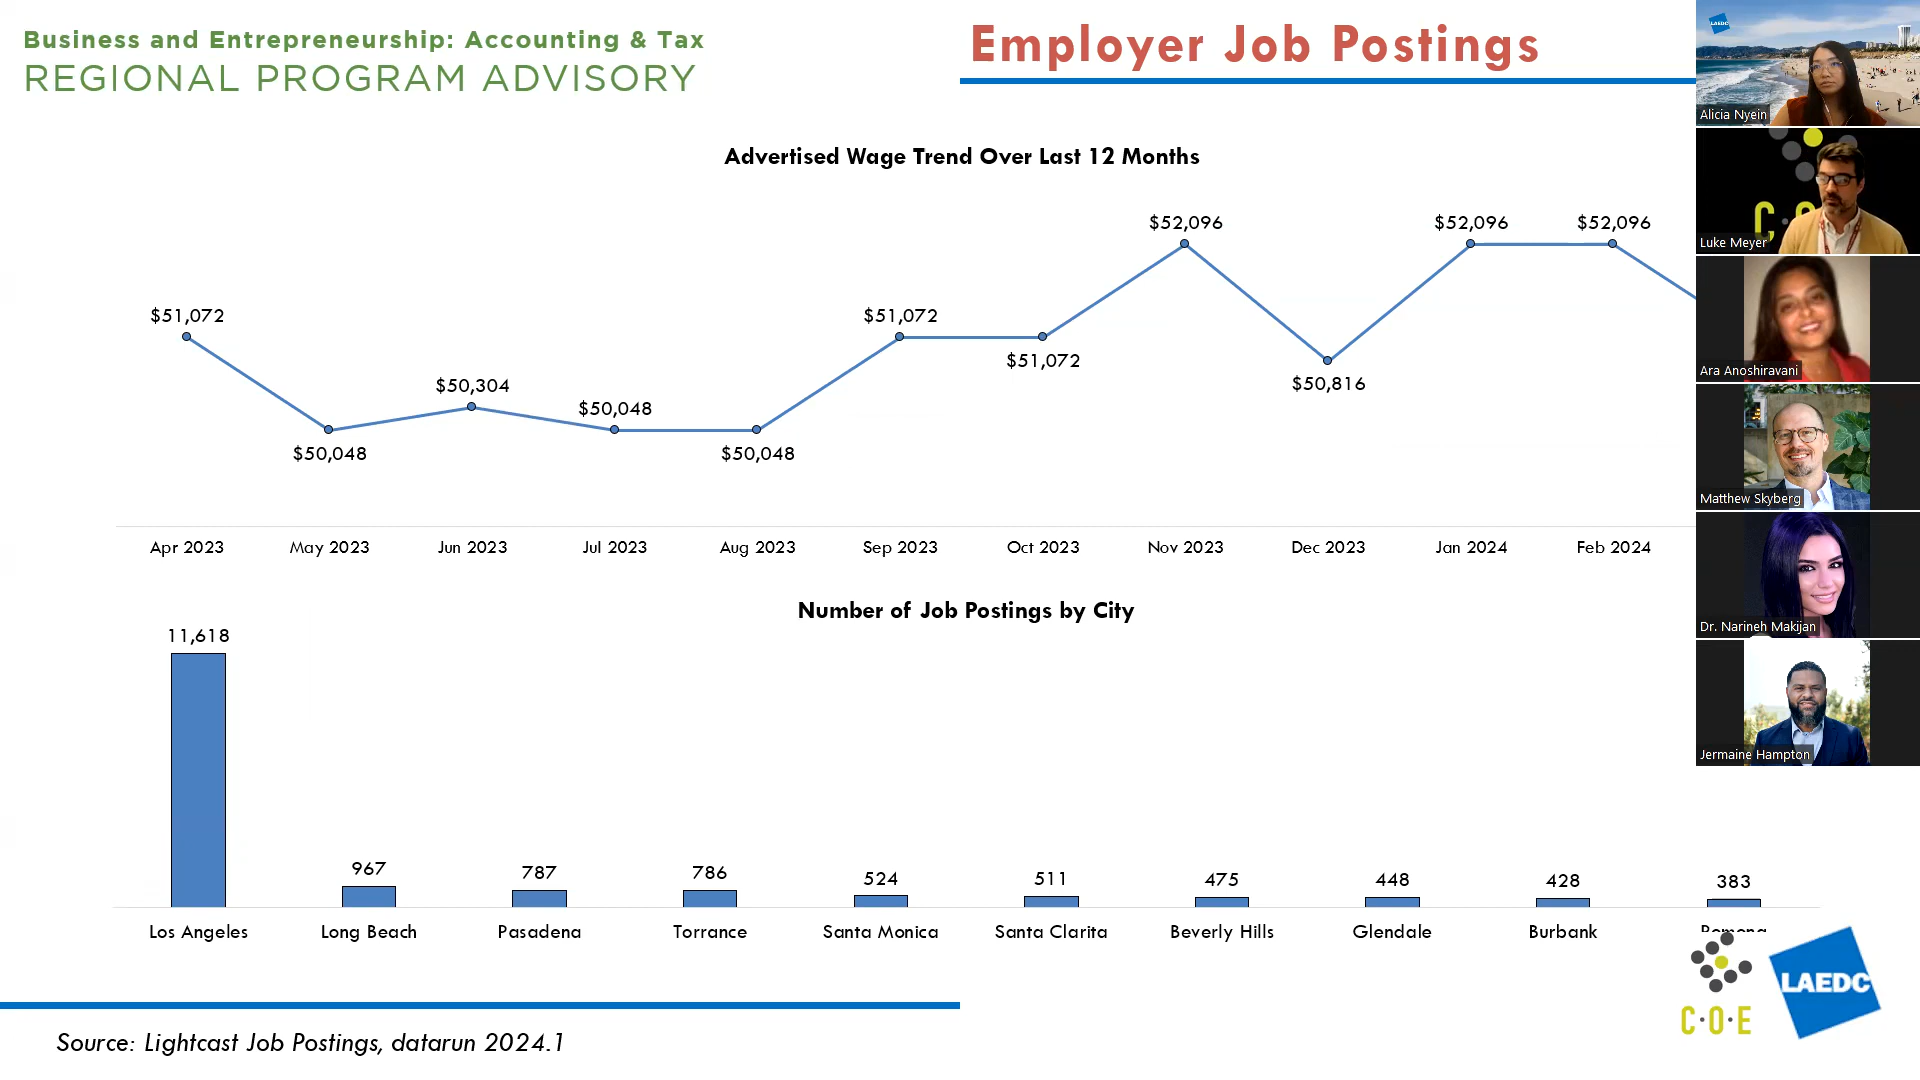 Business and Entrepreneurship: Accounting & Tax
REGIONAL PROGRAM ADVISORY
Employer Job Postings
LAEDC
Alicia Nyein
Luke Meyer
Ara Anoshiravani
Matthew Skyberg
Dr. Narineh Makijan
Jermaine Hampton
Advertised Wage Trend Over Last 12 Months
$51,072
$50,048
$50,304
$50,048
$50,048
$51,072
$51,072
$52,096
$50,816
$52,096
$52,096
Apr 2023 May 2023 Jun 2023 Jul 2023 Aug 2023 Sep 2023 Oct 2023 Nov 2023 Dec 2023 Jan 2024 Feb 2024
Number of Job Postings by City
11,618 967 787 786 524 511 475 448 428 383
Los Angeles Long Beach Pasadena Torrance Santa Monica Santa Clarita Beverly Hills Glendale Burbank Pomona
C·O·E
LAEDC
Source: Lightcast Job Postings, datarun 2024.1